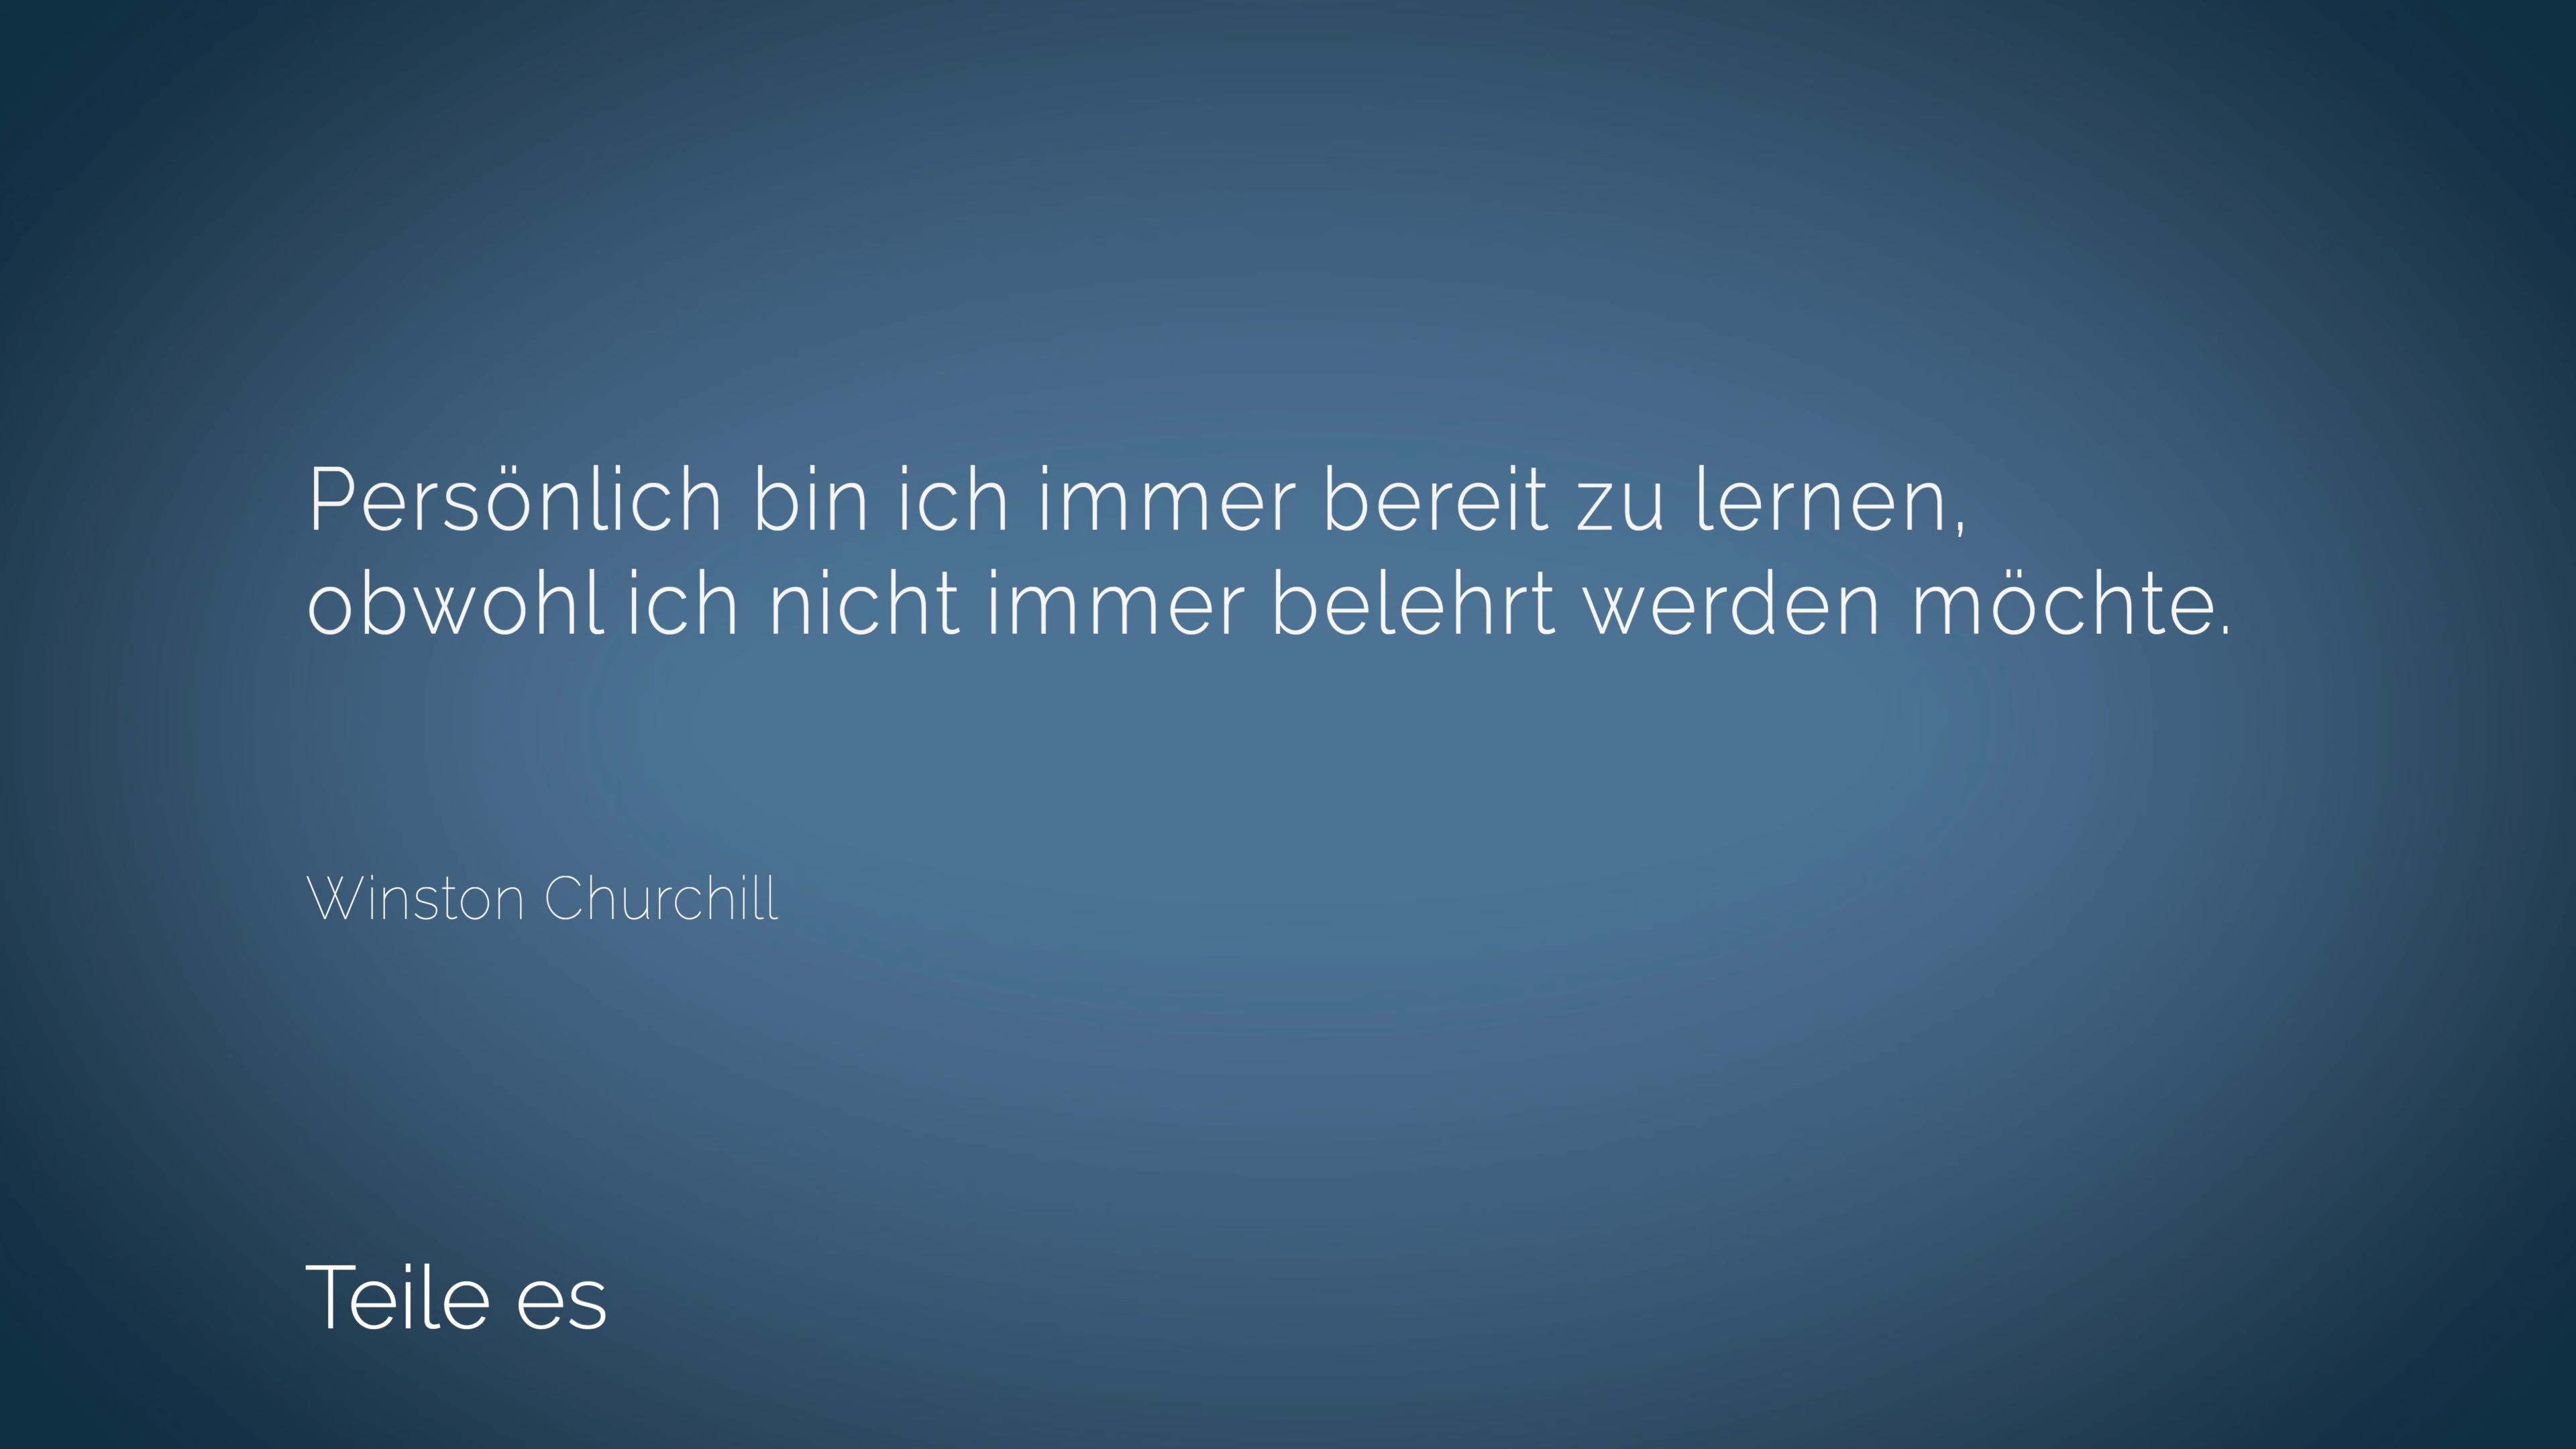 Persönlich bin ich immer bereit zu lernen,
obwohl ich nicht immer belehrt werden möchte.
Winston Churchill
Teile es